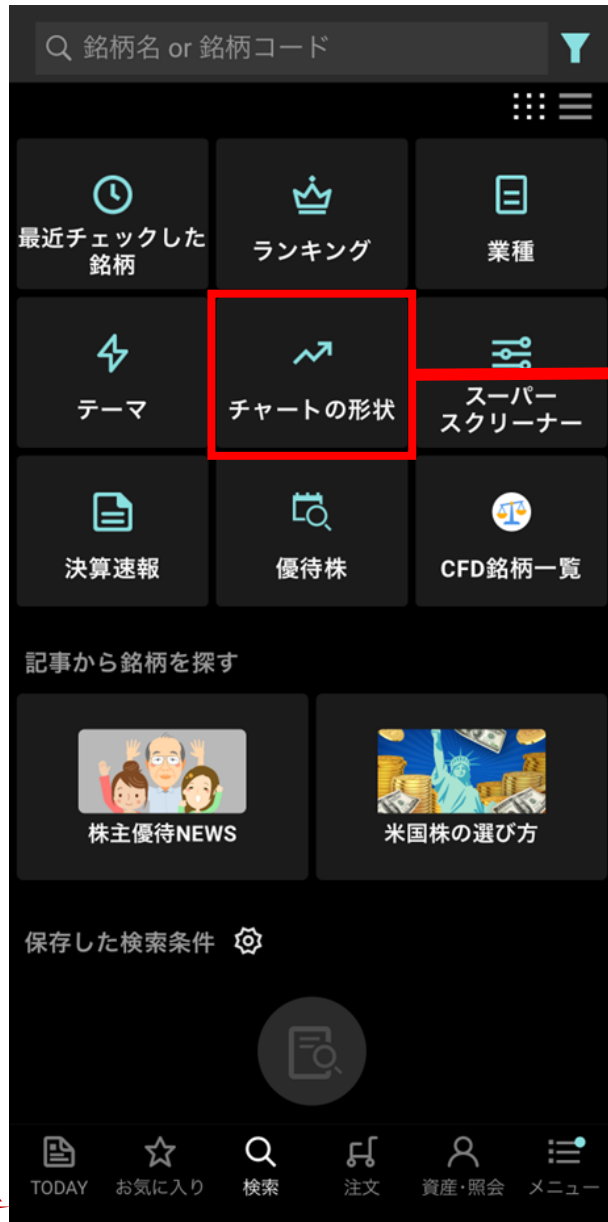 銘柄名 or 銘柄コード
最近チェックした
銘柄
ランキング
業種
テーマ
チャートの形状
スーパー
スクリーナー
決算速報
優待株
CFD銘柄一覧
記事から銘柄を探す
株主優待NEWS
米国株の選び方
保存した検索条件
TODAY
お気に入り
検索
注文
資産・照会
メニュー